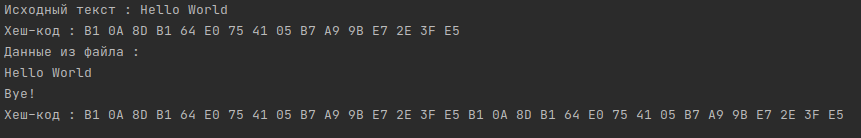 Исходный текст : Hello World
Хеш-код : B1 0A 8D B1 64 E0 75 41 05 B7 A9 9B E7 2E 3F E5
Данные из файла :
Hello World
Bye!
Хеш-код : B1 0A 8D B1 64 E0 75 41 05 B7 A9 9B E7 2E 3F E5 B1 0A 8D B1 64 E0 75 41 05 B7 A9 9B E7 2E 3F E5